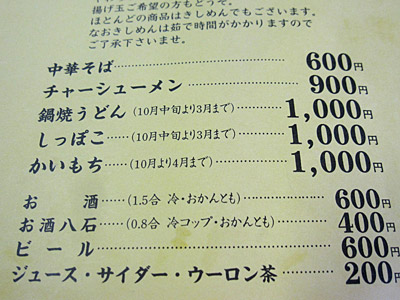 揚げ玉ご希望の方もどうぞ。
ほとんどの商品はきしめんでもございます。
なおきしめんは茹で時間がかかりますので
ご了承下さいませ。
中華そば……600円
チャーシューメン……900円
鍋焼うどん(10月中旬より3月まで)……1,000円
しっぽこ……(10月中旬より3月まで)……1,000円
かいもち……(10月より4月まで)……1,000円
お酒……(1.5合 冷・おかんとも)……600円
お酒八石……(0.8合 冷コップ・おかんとも)……400円
ビール……600円
ジュース・サイダー・ウーロン茶……200円